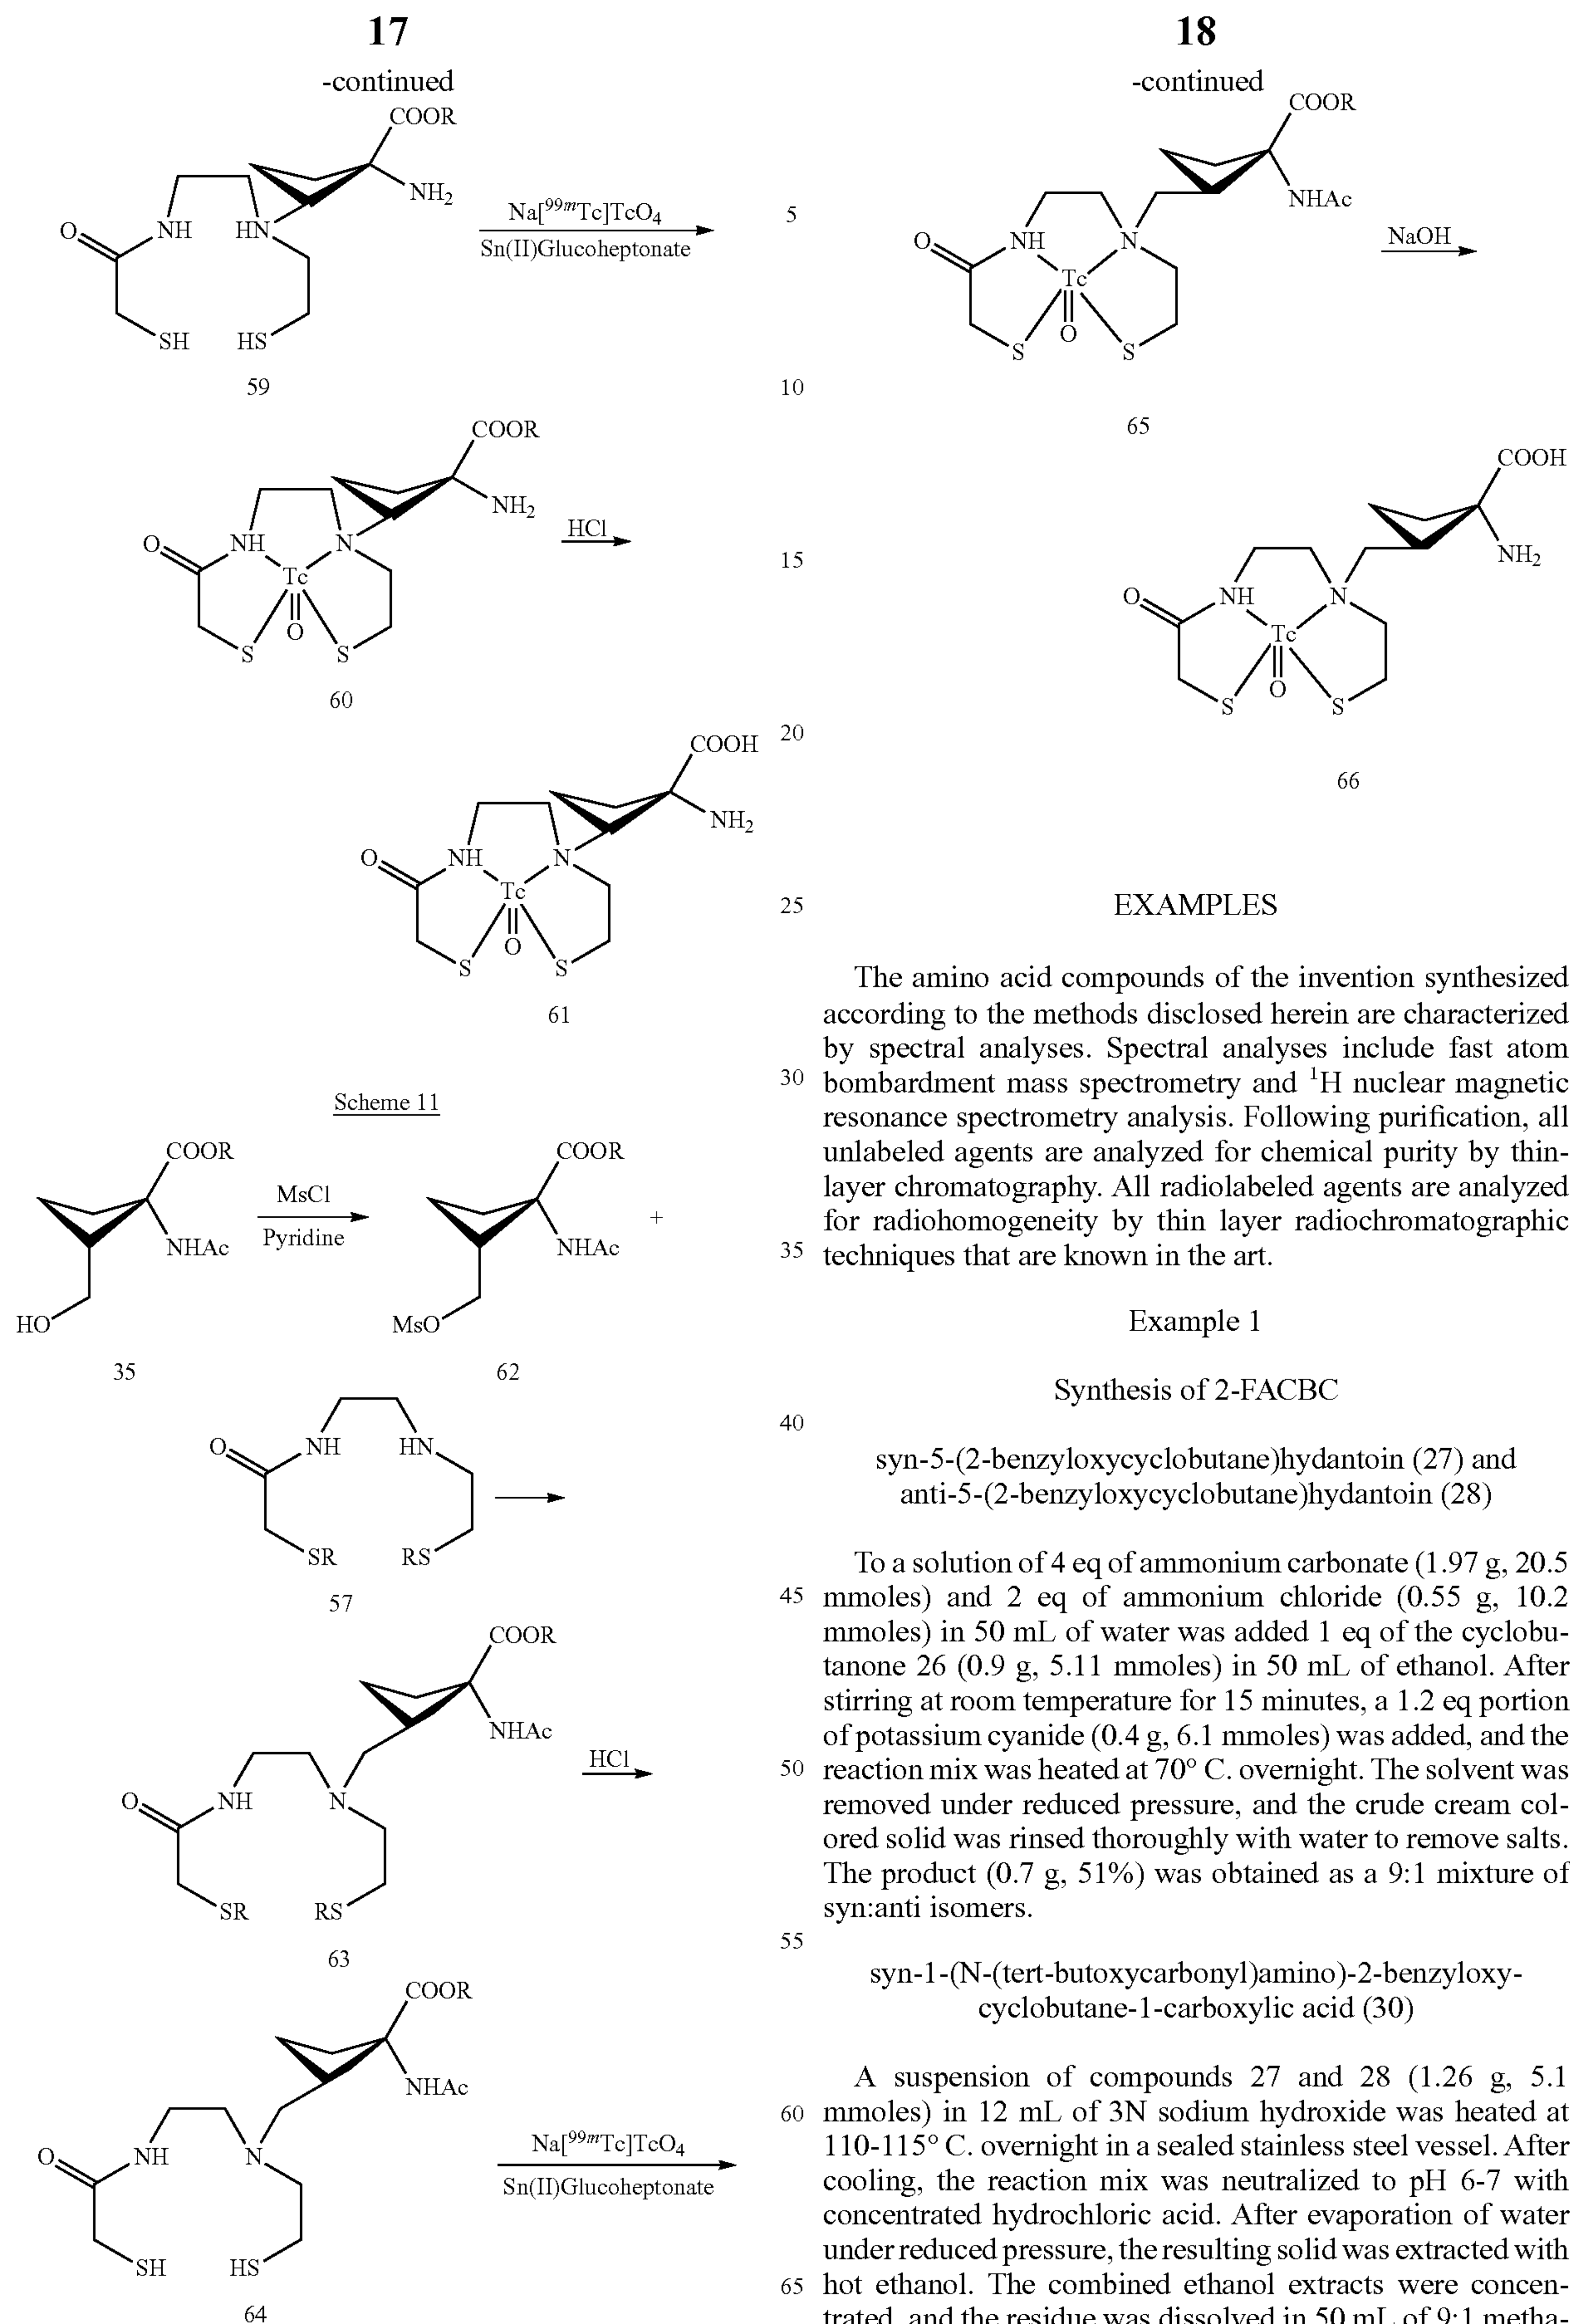 17
-continued
COOR
NH2
O
NH
HN
SH
HS
Na[99mTc]TcO4
Sn(II)Glucoheptonate
59
COOR
NH2
O
NH
N
Tc
O
S
S
HCl
60
COOH
NH2
O
NH
N
Tc
O
S
S
61
Scheme 11
COOR
NHAc
HO
35
MsCl
Pyridine
COOR
NHAc
MsO
+
62
O
NH
HN
SR
RS
57
COOR
NHAc
O
NH
N
SR
RS
HCl
63
COOR
NHAc
O
NH
N
SH
HS
Na[99mTc]TcO4
Sn(II)Glucoheptonate
64
5
10
15
20
25
30
35
40
45
50
55
60
65
18
-continued
COOR
NHAc
O
NH
N
Tc
O
S
S
NaOH
65
COOH
NH2
O
NH
N
Tc
O
S
S
66
EXAMPLES
The amino acid compounds of the invention synthesized
according to the methods disclosed herein are characterized
by spectral analyses. Spectral analyses include fast atom
bombardment mass spectrometry and 1H nuclear magnetic
resonance spectrometry analysis. Following purification, all
unlabeled agents are analyzed for chemical purity by thin-
layer chromatography. All radiolabeled agents are analyzed
for radiohomogeneity by thin layer radiochromatographic
techniques that are known in the art.
Example 1
Synthesis of 2-FACBC
syn-5-(2-benzyloxycyclobutane)hydantoin (27) and
anti-5-(2-benzyloxycyclobutane)hydantoin (28)
To a solution of 4 eq of ammonium carbonate (1.97 g, 20.5
mmoles) and 2 eq of ammonium chloride (0.55 g, 10.2
mmoles) in 50 mL of water was added 1 eq of the cyclobu-
tanone 26 (0.9 g, 5.11 mmoles) in 50 mL of ethanol. After
stirring at room temperature for 15 minutes, a 1.2 eq portion
of potassium cyanide (0.4 g, 6.1 mmoles) was added, and the
reaction mix was heated at 70° C. overnight. The solvent was
removed under reduced pressure, and the crude cream col-
ored solid was rinsed thoroughly with water to remove salts.
The product (0.7 g, 51%) was obtained as a 9:1 mixture of
syn:anti isomers.
syn-1-(N-(tert-butoxycarbonyl)amino)-2-benzyloxy-
cyclobutane-1-carboxylic acid (30)
A suspension of compounds 27 and 28 (1.26 g, 5.1
mmoles) in 12 mL of 3N sodium hydroxide was heated at
110-115° C. overnight in a sealed stainless steel vessel. After
cooling, the reaction mix was neutralized to pH 6-7 with
concentrated hydrochloric acid. After evaporation of water
under reduced pressure, the resulting solid was extracted with
hot ethanol. The combined ethanol extracts were concen-
trated, and the residue was dissolved in 50 mL of 9:1 metha-